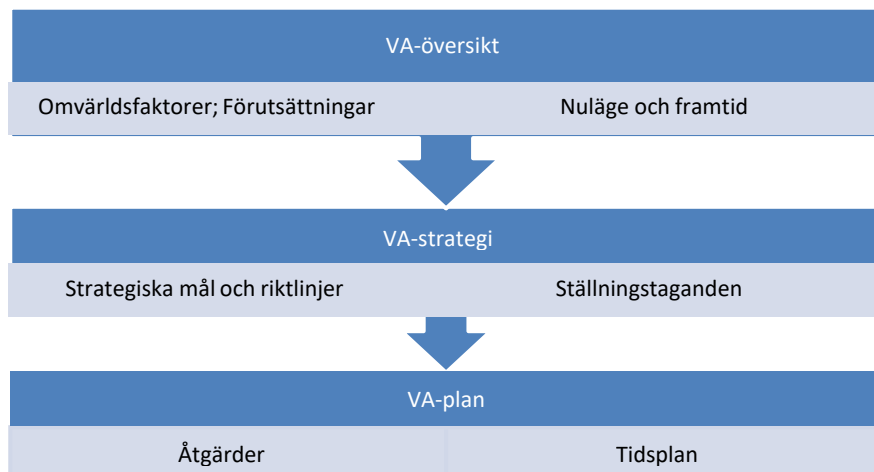 VA-översikt
Omvärldsfaktorer; Förutsättningar
Nuläge och framtid
VA-strategi
Strategiska mål och riktlinjer
Ställningstaganden
VA-plan
Åtgärder
Tidsplan